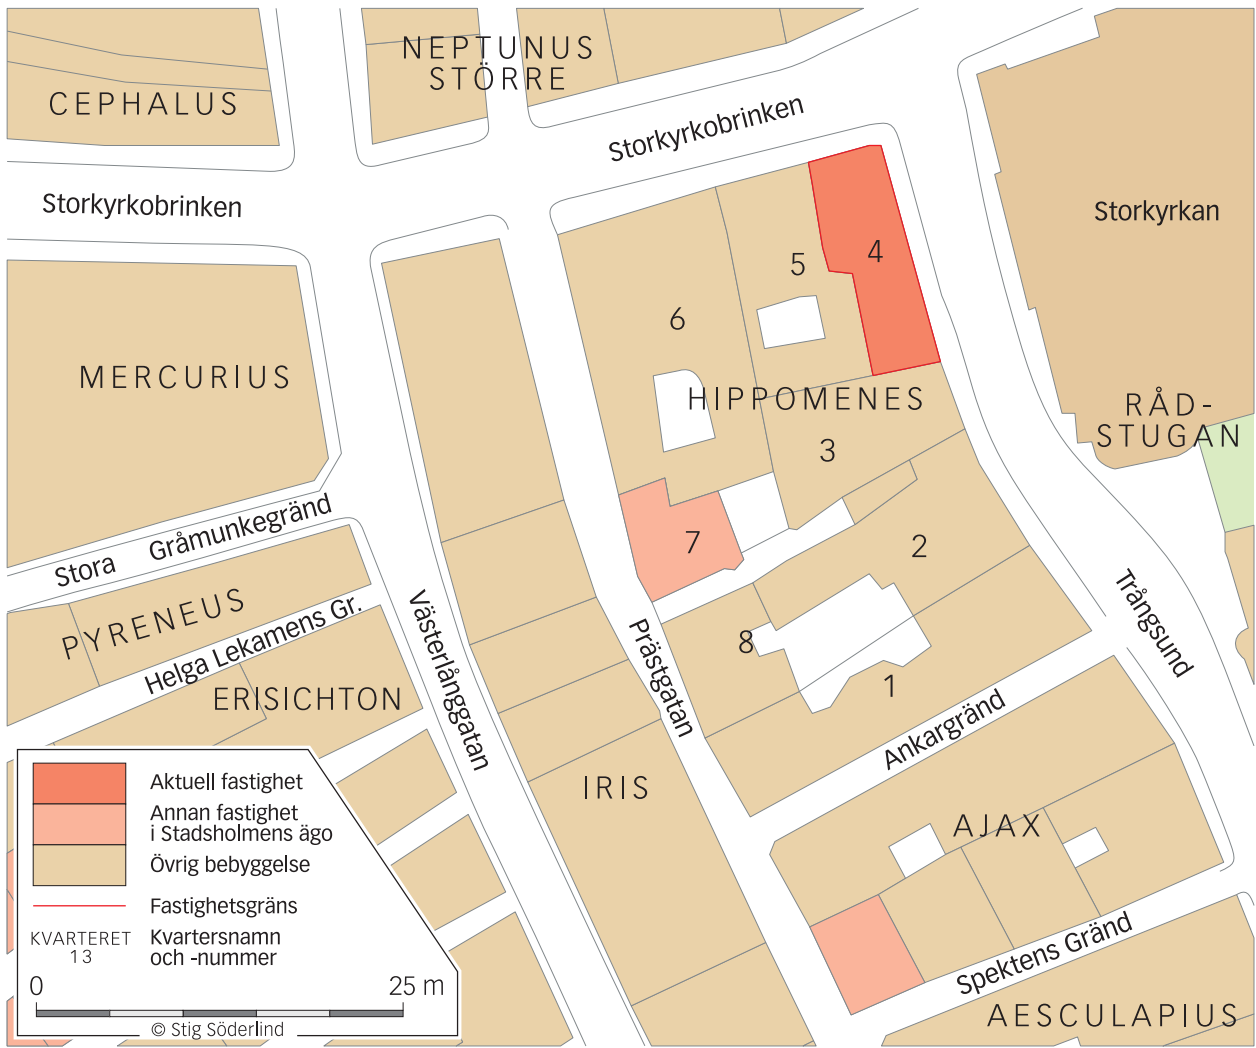 NEPTUNUS
STÖRRE
CEPHALUS
Storkyrkobrinken
Storkyrkobrinken
Storkyrkan
4
5
6
MERCURIUS
HIPPOMENES
RÅD-
STUGAN
3
Stora Gråmunkegränd
7
2
PYRENEUS
Helga Lekamens Gr.
Västerlånggatan
Prästgatan
Trångsund
8
1
ERISICHTON
Ankargränd
IRIS
AJAX
Spektens Gränd
AESCULAPIUS
Aktuell fastighet
Annan fastighet
i Stadsholmens ägo
Övrig bebyggelse
Fastighetsgräns
KVARTERET
13
Kvartersnamn
och -nummer
0 25 m
© Stig Söderlind